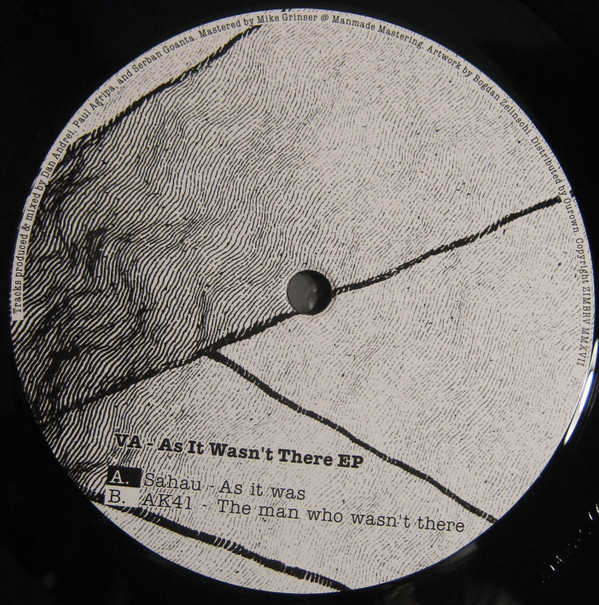 Tracks produced & mixed by Dan Andrei, Paul Agripa, and Serban Goanta. Mastered by Mike Grinser @ Manmade Mastering. Artwork by Bogdan Zelinschi. Distributed by Ourown. Copyright ZIMBRV MMXVII
VA - As It Wasn't There EP
A. Sahau - As it was
B. AK41 - The man who wasn't there